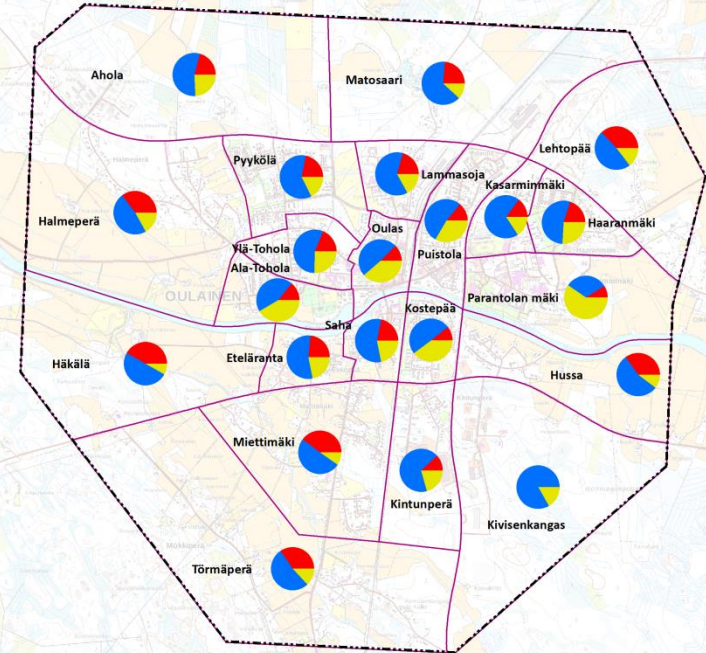 Ahola
Matosaari
Lehtopää
Pyykölä
Lammasoja
Kasarminmäki
Halmeperä
Halmeperä
Haaranmäki
Oulas
Ylä-Tohola
Puistola
Ala-Tohola
OULAINEN
Parantolan mäki
Kostepää
Saha
Häkälä
Eteläranta
Hussa
Miettimäki
Kintunperä
Kivisenkangas
Törmäperä